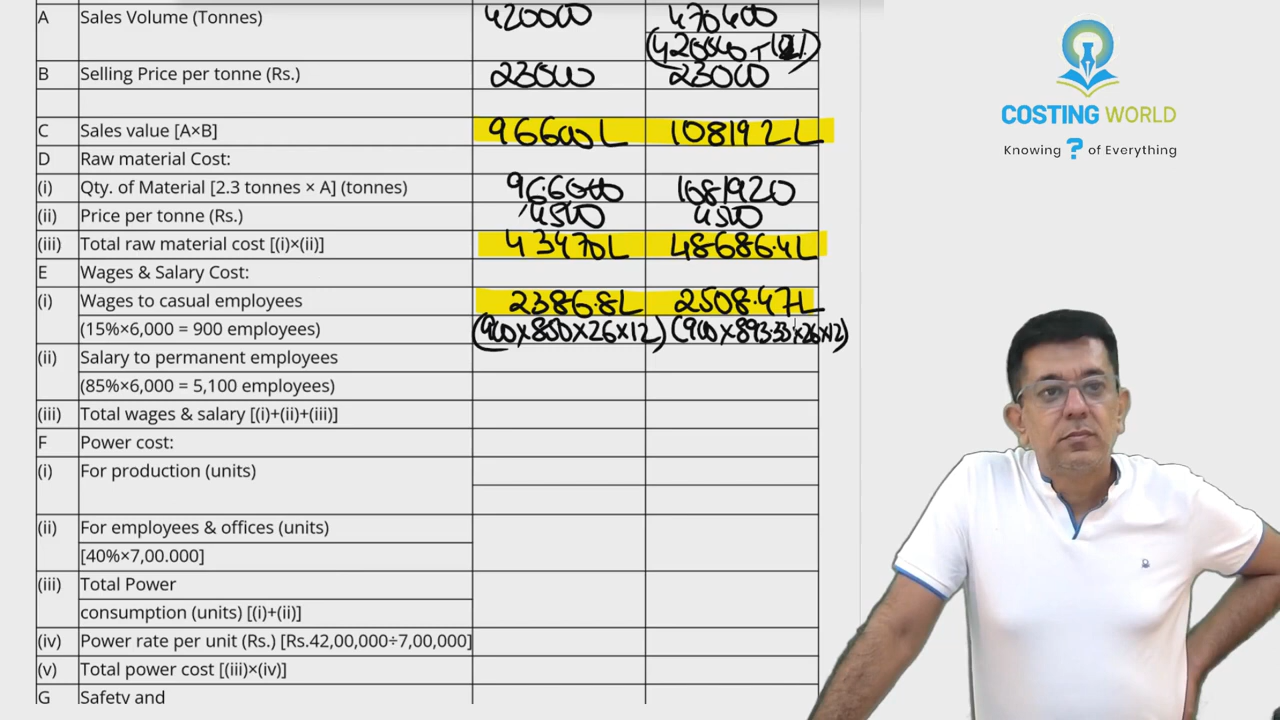 A Sales Volume (Tonnes) 420000 470400
(420000+12%)
B Selling Price per tonne (Rs.) 23000 23000
C Sales value [A×B] 96600L 108192L
D Raw material Cost:
(i) Qty. of Material [2.3 tonnes × A] (tonnes) 966000 1081920
(ii) Price per tonne (Rs.) 4500 4500
(iii) Total raw material cost [(i)×(ii)] 43470L 48686.4L
E Wages & Salary Cost:
(i) Wages to casual employees 2386.8L 2508.47L
(15%×6,000 = 900 employees) (900×850×26×12) (900×893.33×26×12)
(ii) Salary to permanent employees
(85%×6,000 = 5,100 employees)
(iii) Total wages & salary [(i)+(ii)+(iii)]
F Power cost:
(i) For production (units)
(ii) For employees & offices (units)
[40%×7,00.000]
(iii) Total Power
consumption (units) [(i)+(ii)]
(iv) Power rate per unit (Rs.) [Rs.42,00,000÷7,00,000]
(v) Total power cost [(iii)×(iv)]
G Safety and
COSTING WORLD
Knowing ? of Everything